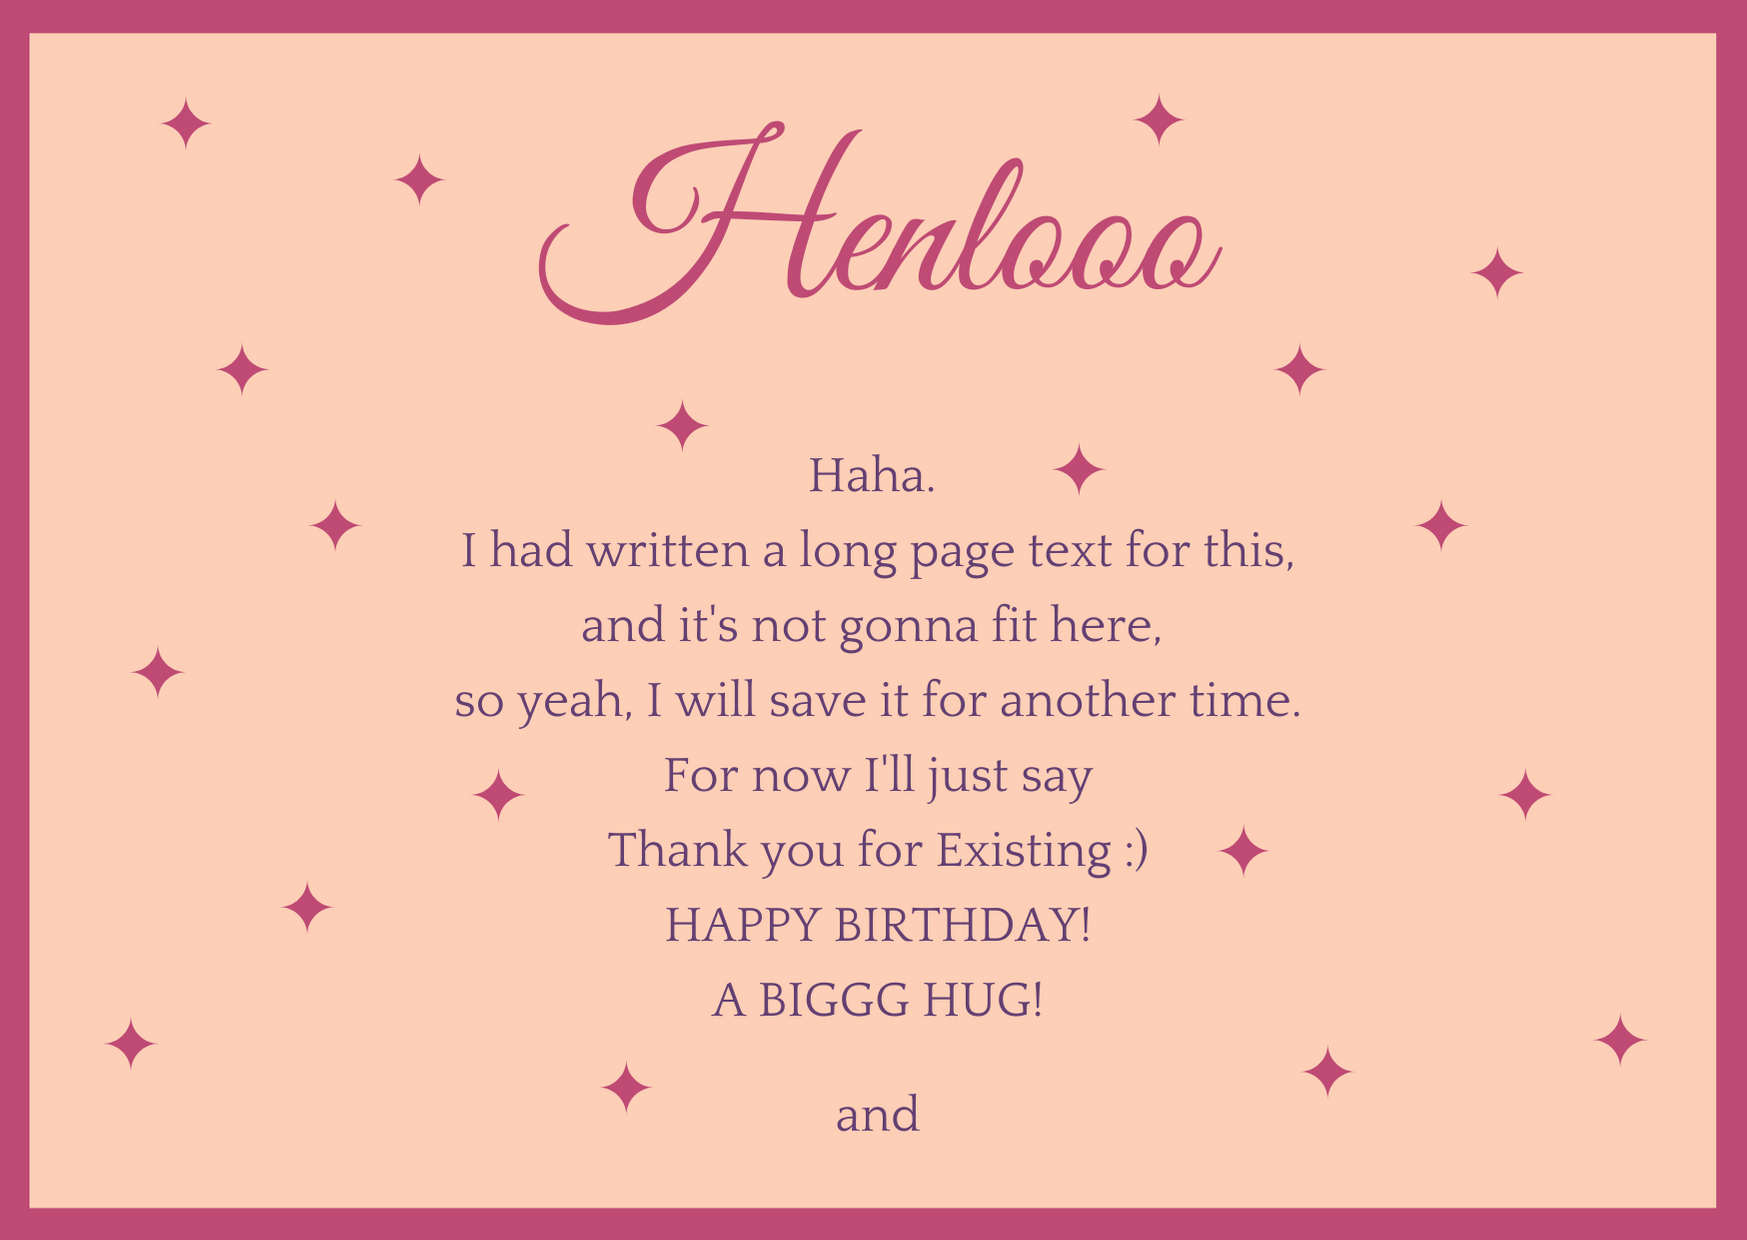 Henlooo
Haha.
I had written a long page text for this,
and it's not gonna fit here,
so yeah, I will save it for another time.
For now I'll just say
Thank you for Existing :)
HAPPY BIRTHDAY!
A BIGGG HUG!
and